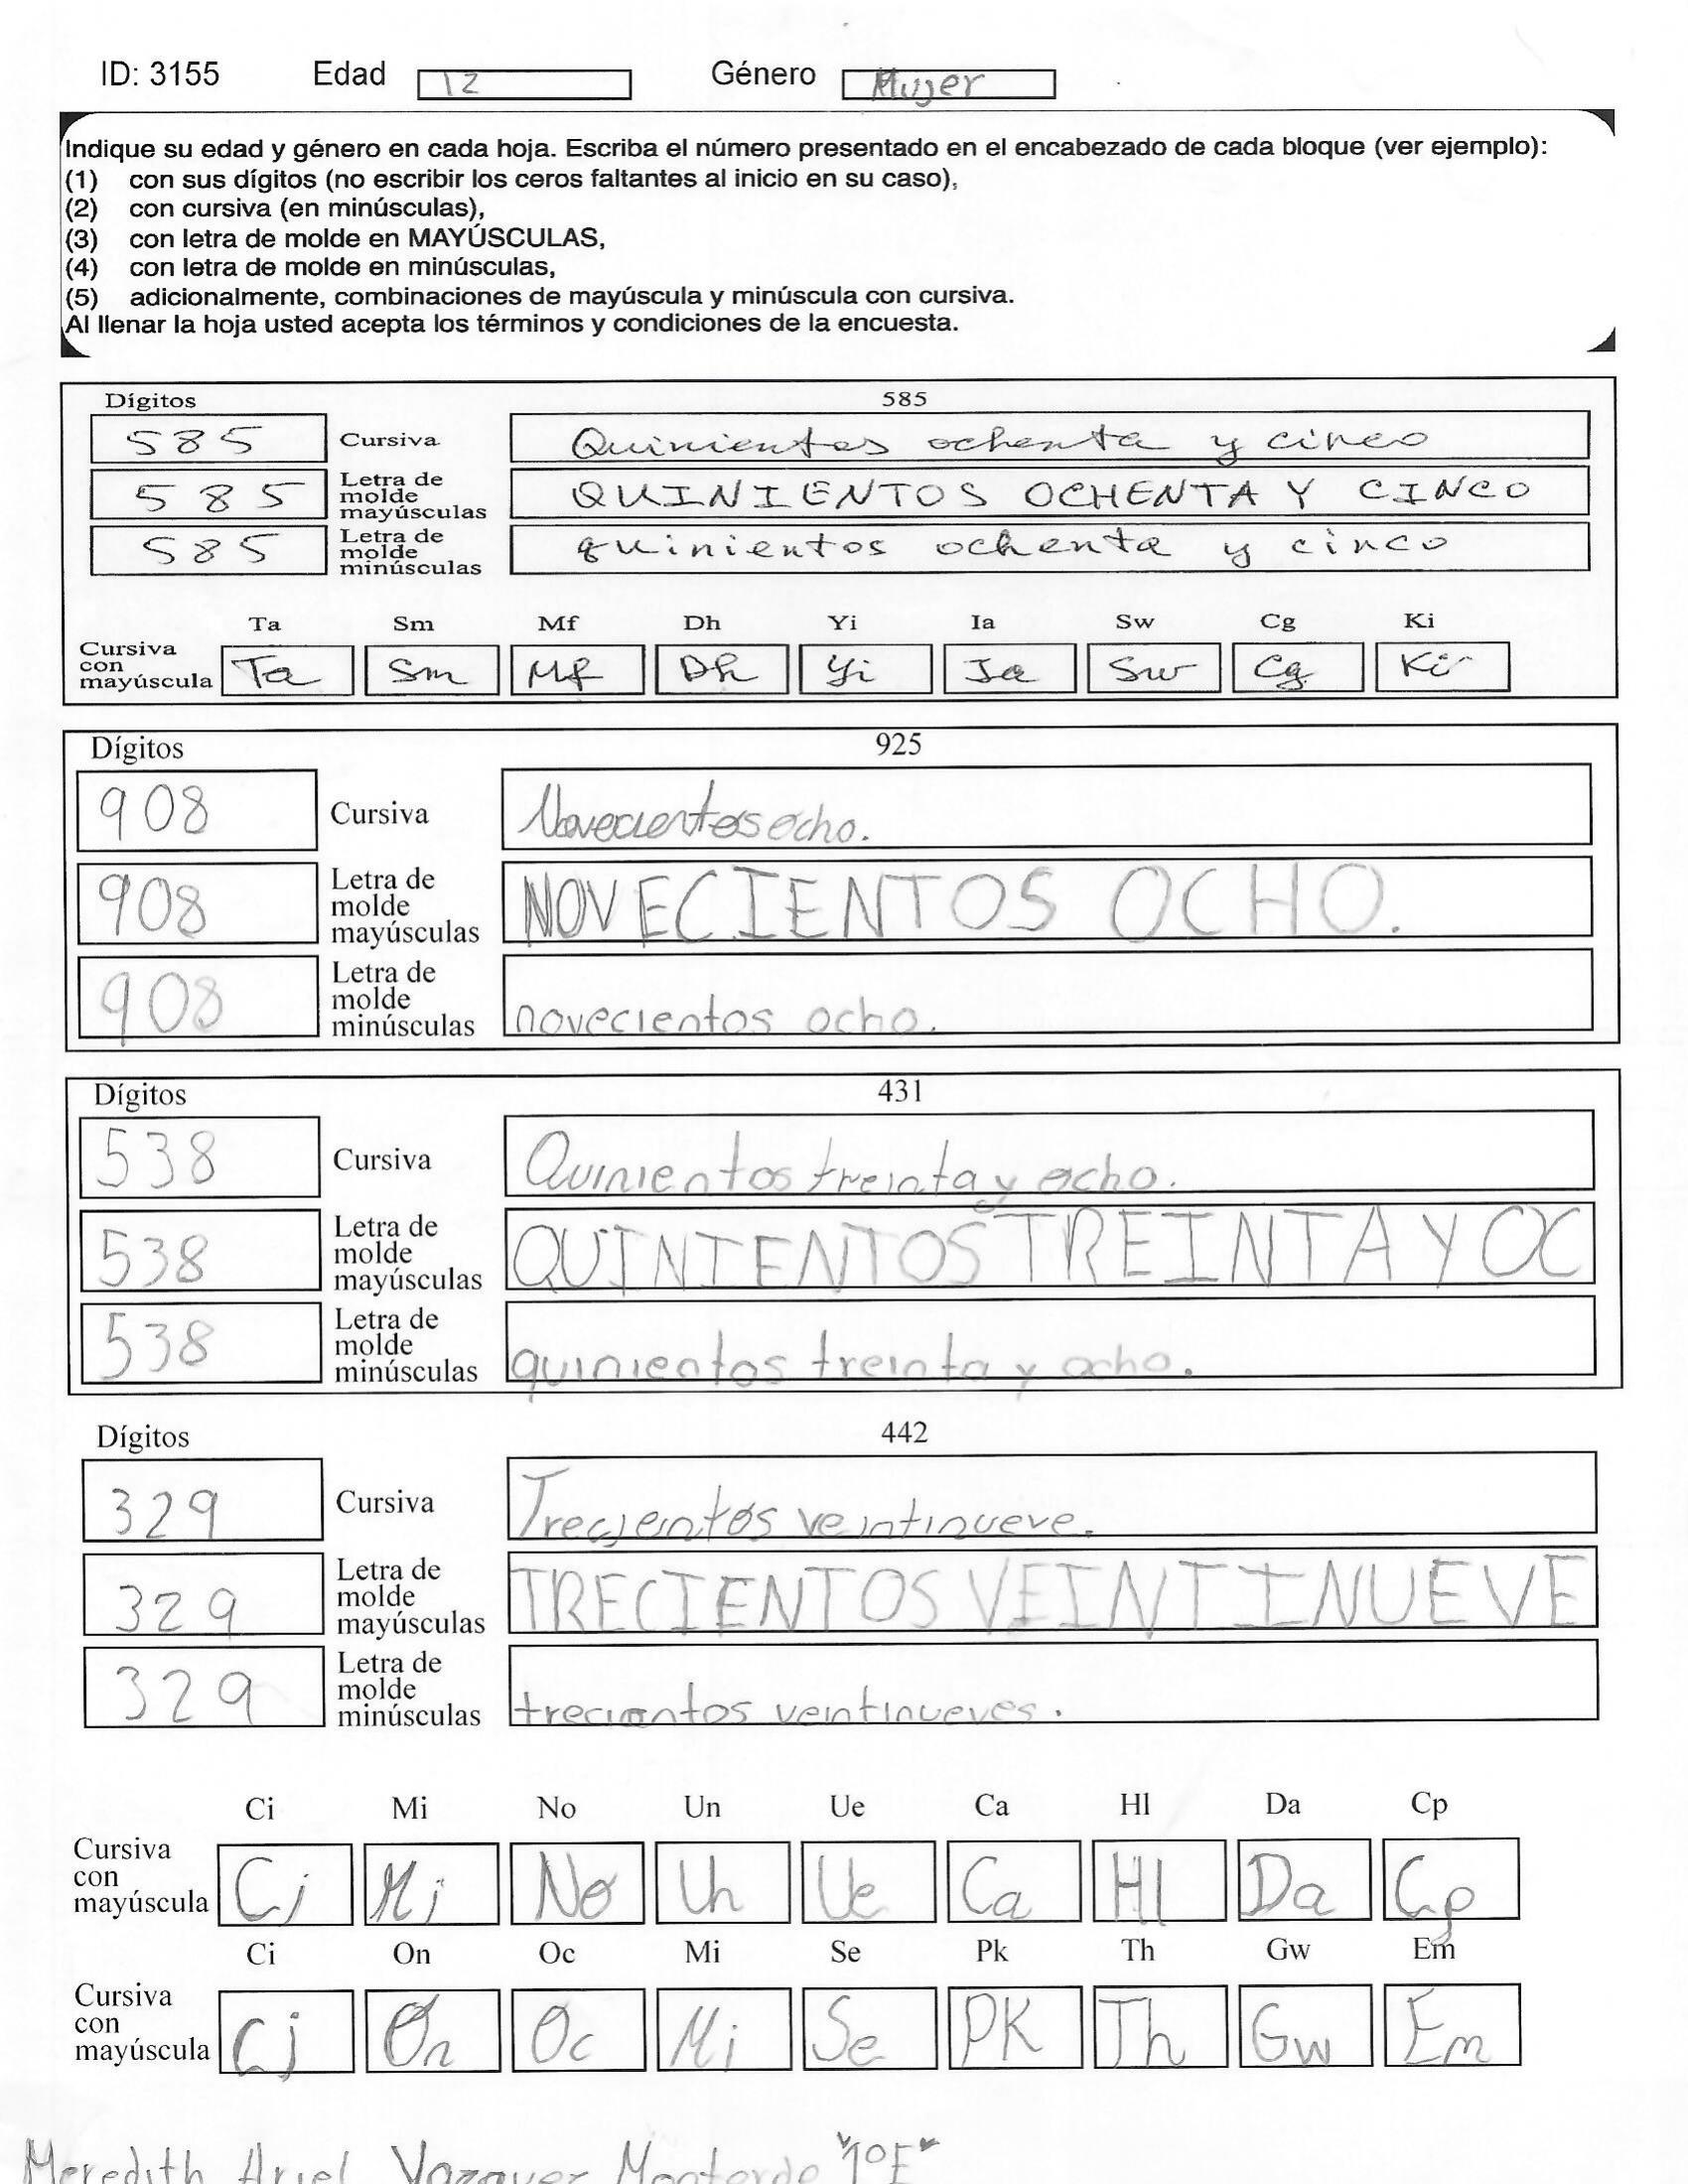 ID: 3155 Edad 12 Género Mujer
Indique su edad y género en cada hoja. Escriba el número presentado en el encabezado de cada bloque (ver ejemplo):
(1) con sus dígitos (no escribir los ceros faltantes al inicio en su caso),
(2) con cursiva (en minúsculas),
(3) con letra de molde en MAYÚSCULAS,
(4) con letra de molde en minúsculas,
(5) adicionalmente, combinaciones de mayúscula y minúscula con cursiva.
Al llenar la hoja usted acepta los términos y condiciones de la encuesta.
Dígitos 585
585 Cursiva Quinientos ochenta y cinco
585 Letra de molde mayúsculas QUINIENTOS OCHENTA Y CINCO
585 Letra de molde minúsculas quinientos ochenta y cinco
Ta Sm Mf Dh Yi Ia Sw Cg Ki
Cursiva con mayúscula Ta Sm Mf Dh Yi Ia Sw Cg Ki
Dígitos 925
908 Cursiva Novecientos ocho.
908 Letra de molde mayúsculas NOVECIENTOS OCHO.
908 Letra de molde minúsculas novecientos ocho.
Dígitos 431
538 Cursiva Quinientos treinta y ocho.
538 Letra de molde mayúsculas QUINIENTOS TREINTA Y OC
538 Letra de molde minúsculas quinientos treinta y ocho.
Dígitos 442
329 Cursiva Trecientos veintinueve.
329 Letra de molde mayúsculas TRECIENTOS VEINTINUEVE
329 Letra de molde minúsculas trecientos veintinueves.
Ci Mi No Un Ue Ca Hl Da Cp
Cursiva con mayúscula Ci Mi No Un Ue Ca Hl Da Cp
Ci On Oc Mi Se Pk Th Gw Em
Cursiva con mayúscula Ci On Oc Mi Se PK Th Gw Em
Meredith Ariel Vazquez Monterde "1°E"